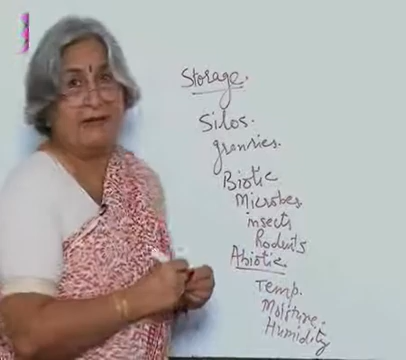 Storage.
Silos.
granries.
Biotic
Microbes
insects
Rodents
Abiotic.
Temp.
Moisture.
Humidity